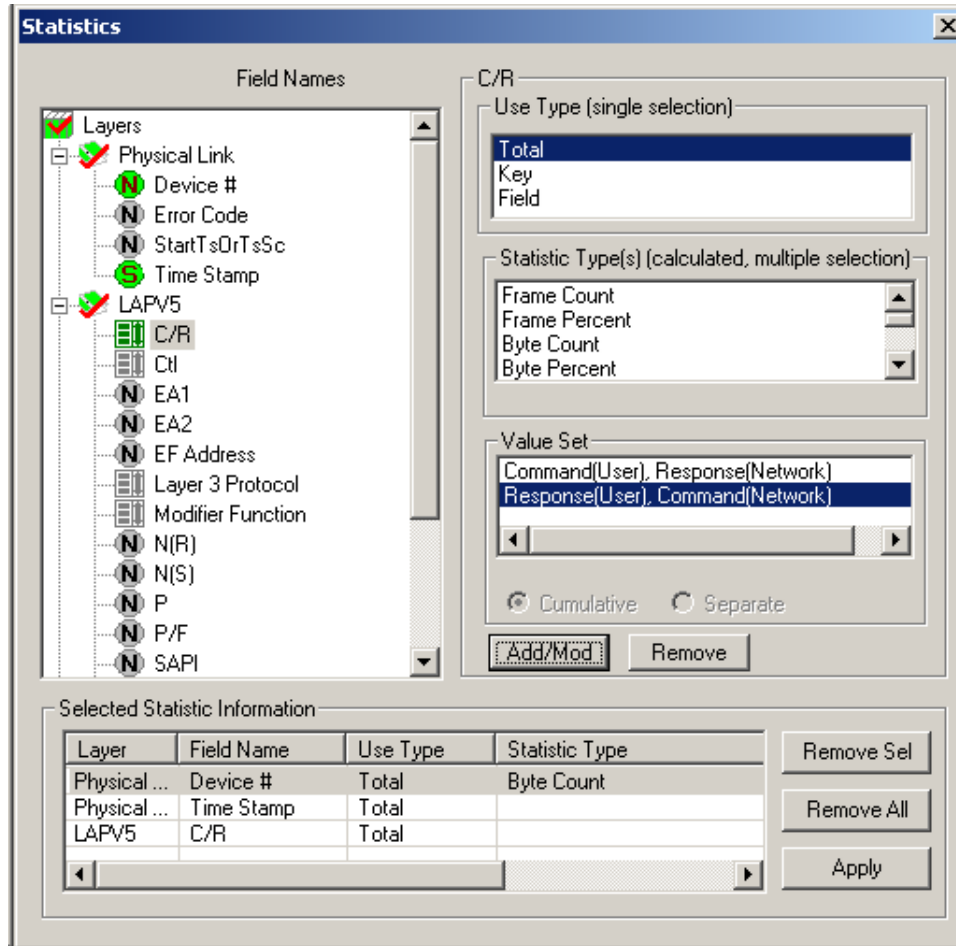 Statistics
Field Names
Layers
Physical Link
N Device #
N Error Code
N StartTsOrTsSc
S Time Stamp
LAPV5
C/R
Ctl
N EA1
N EA2
N EF Address
Layer 3 Protocol
Modifier Function
N N(R)
N N(S)
N P
N P/F
N SAPI
C/R
Use Type (single selection)
Total
Key
Field
Statistic Type(s) (calculated, multiple selection)
Frame Count
Frame Percent
Byte Count
Byte Percent
Value Set
Command(User), Response(Network)
Response(User), Command(Network)
Cumulative Separate
Add/Mod Remove
Selected Statistic Information
Layer Field Name Use Type Statistic Type
Physical ... Device # Total Byte Count
Physical ... Time Stamp Total
LAPV5 C/R Total
Remove Sel
Remove All
Apply